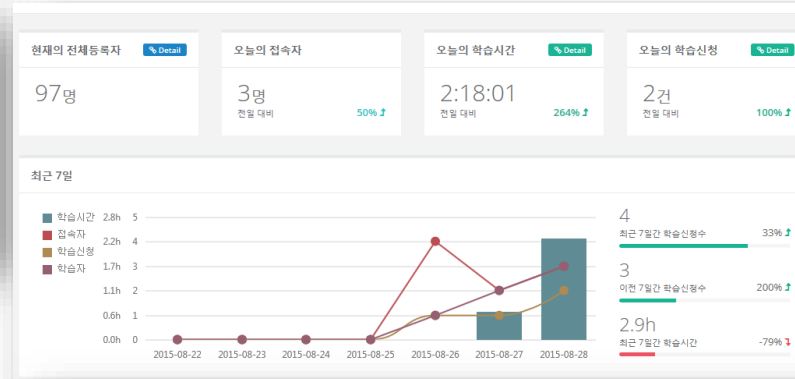 현재의 전체등록자 Detail
97명
오늘의 접속자
3명
전일 대비 50%
오늘의 학습시간 Detail
2:18:01
전일 대비 264%
오늘의 학습신청 Detail
2건
전일 대비 100%
최근 7일
학습시간
접속자
학습신청
학습자
2.8h 5
2.2h 4
1.7h 3
1.1h 2
0.6h 1
0.0h 0
2015-08-22 2015-08-23 2015-08-24 2015-08-25 2015-08-26 2015-08-27 2015-08-28
4
최근 7일간 학습신청수 33%
3
이전 7일간 학습신청수 200%
2.9h
최근 7일간 학습시간 -79%